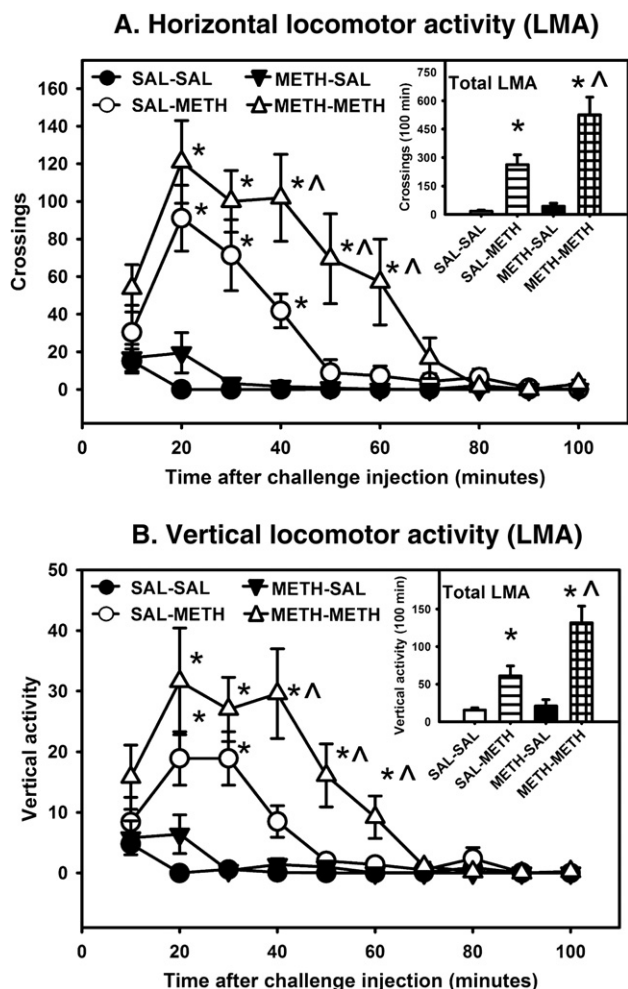 A. Horizontal locomotor activity (LMA)
SAL-SAL METH-SAL
SAL-METH METH-METH
Total LMA
* ^
*
Crossings (100 min)
750
600
450
300
150
0
SAL-SAL
SAL-METH
METH-SAL
METH-METH
Crossings
160
140
120
100
80
60
40
20
0
*
*
* ^
*
*
* ^
*
* ^
0 20 40 60 80 100
Time after challenge injection (minutes)
B. Vertical locomotor activity (LMA)
SAL-SAL METH-SAL
SAL-METH METH-METH
Total LMA
* ^
*
Vertical activity (100 min)
150
100
50
0
SAL-SAL
SAL-METH
METH-SAL
METH-METH
Vertical activity
50
40
30
20
10
0
*
*
* ^
*
*
* ^
* ^
0 20 40 60 80 100
Time after challenge injection (minutes)